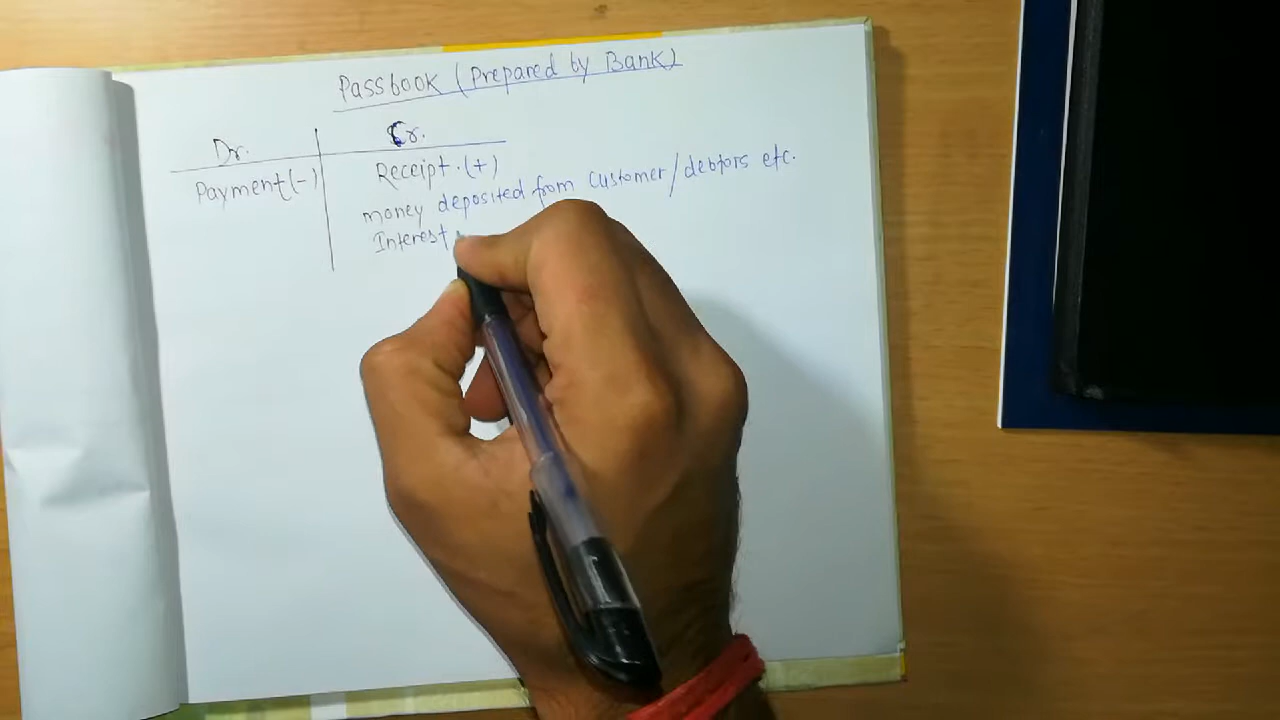 Passbook (Prepared by Bank)
Dr. Cr.
Payment(-) Receipt.(+)
money deposited from customer/debtors etc.
Interest